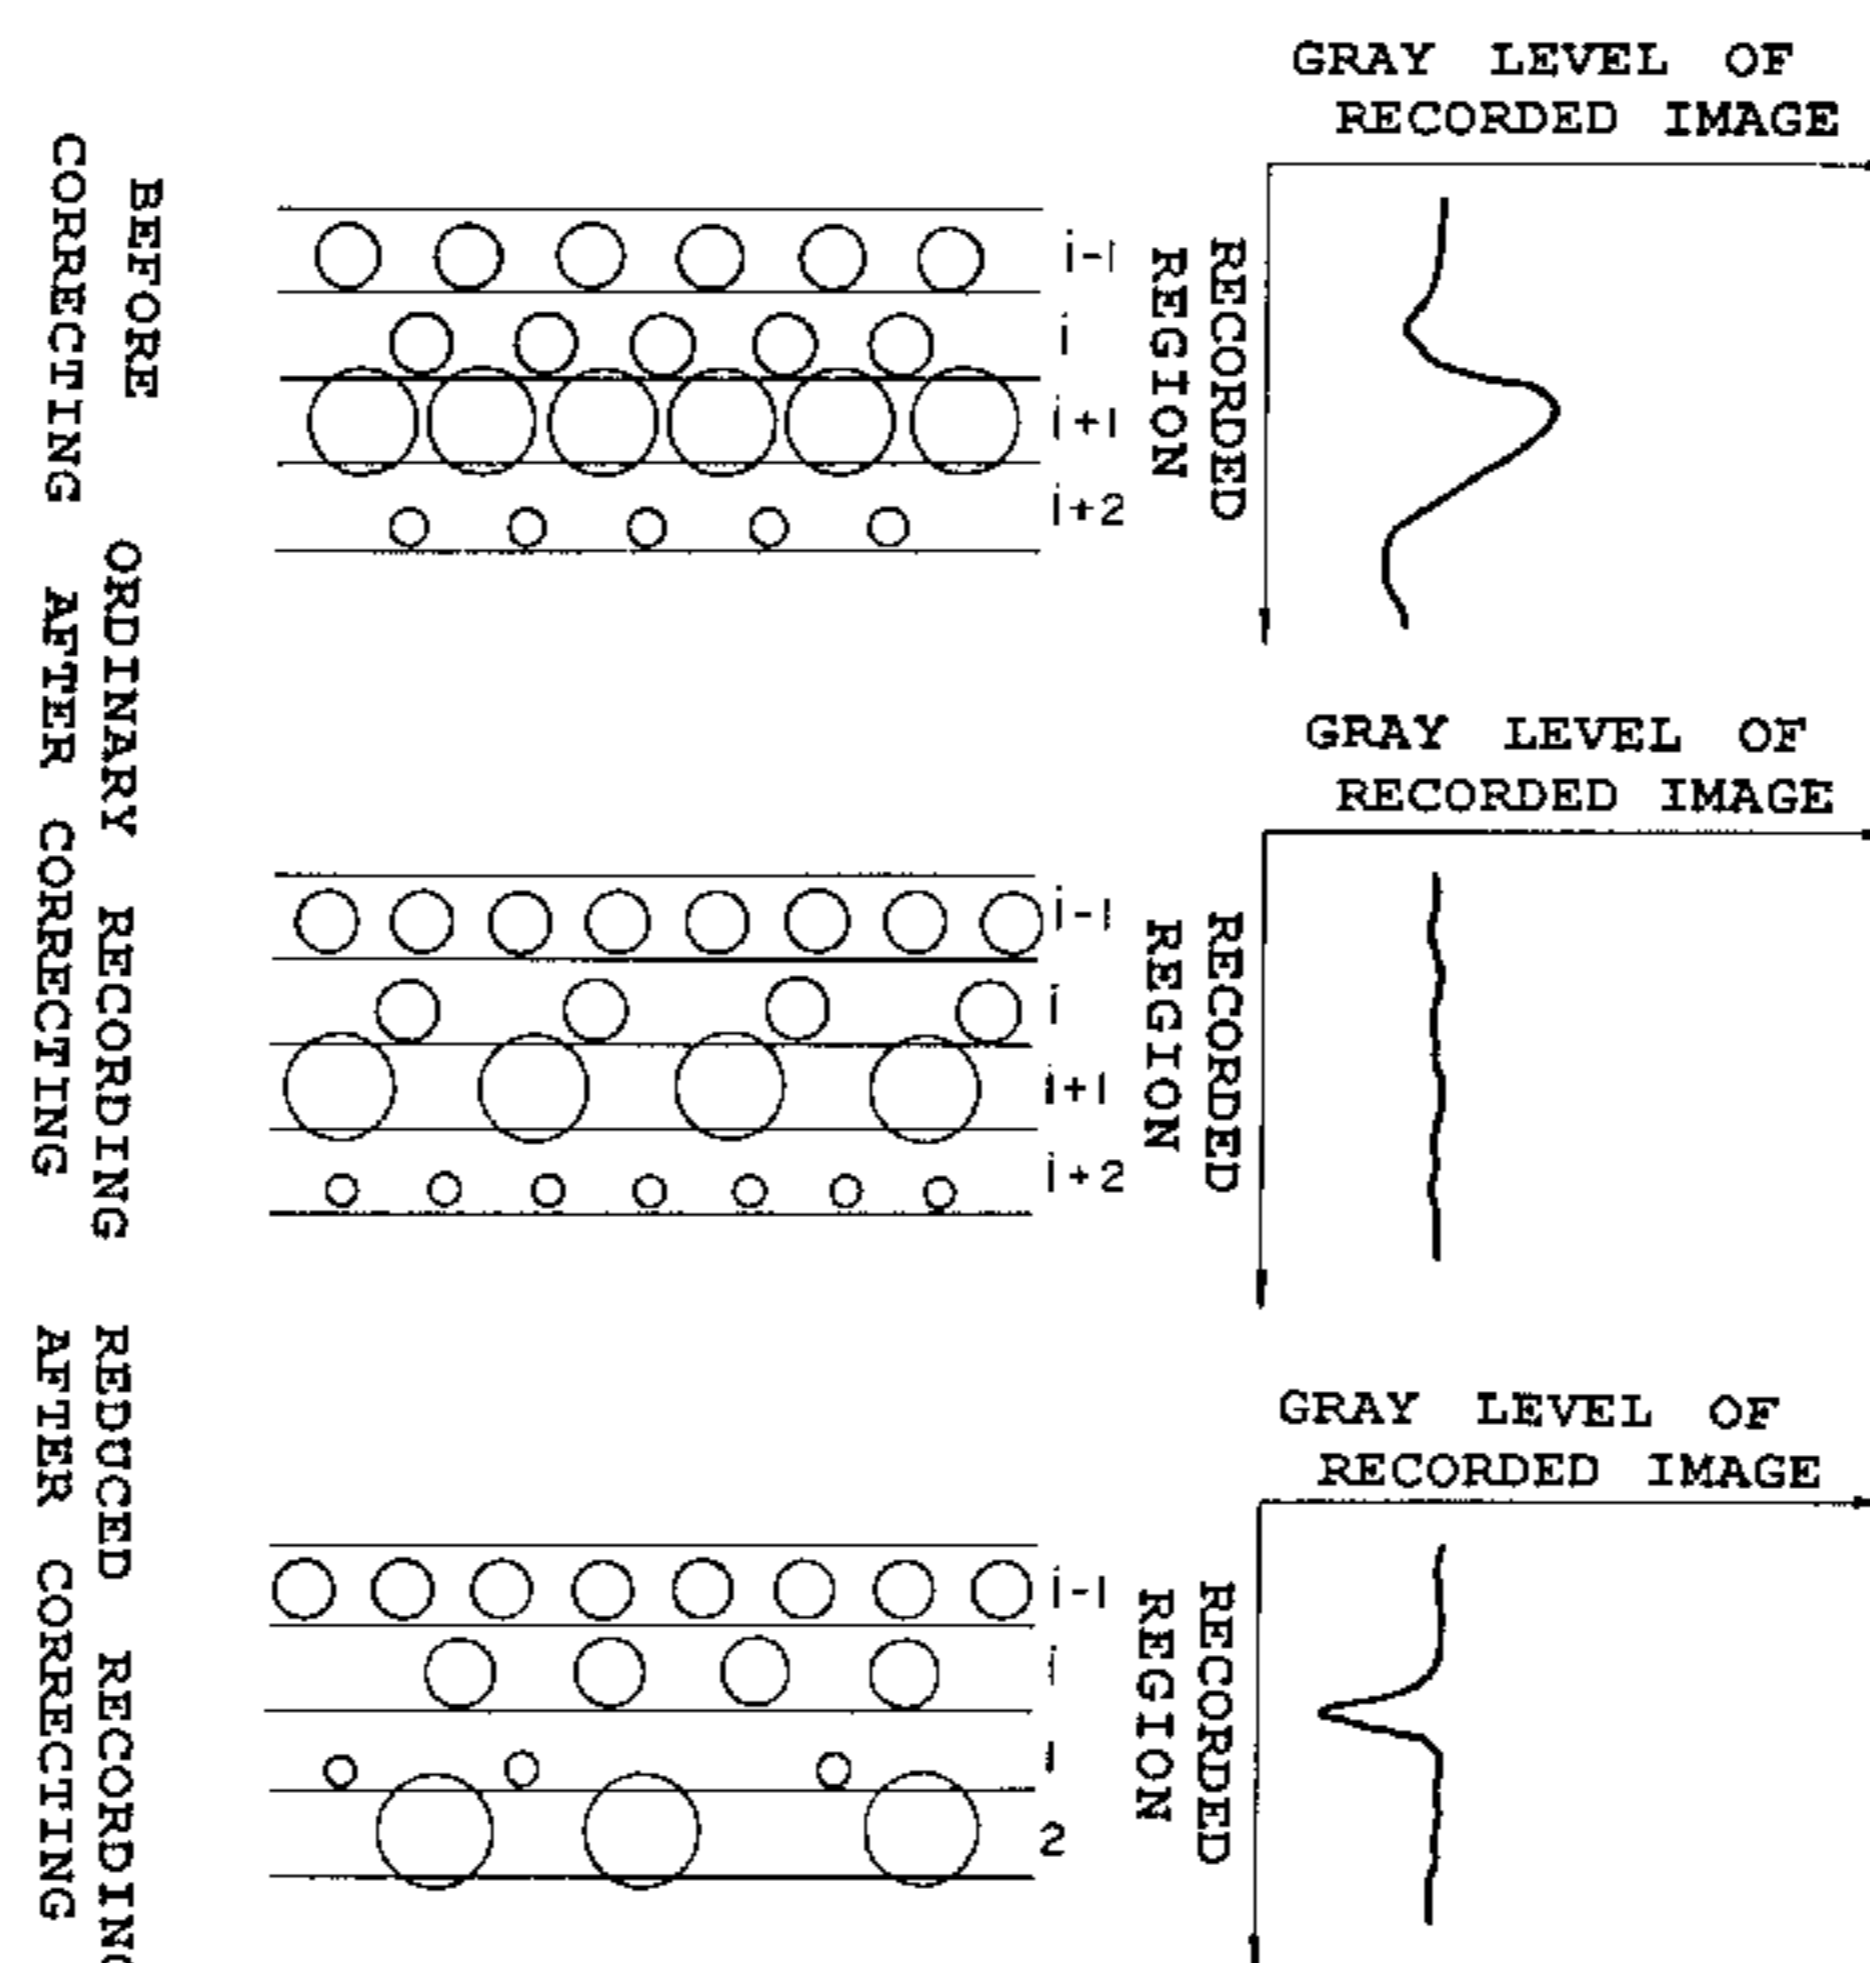 BEFORE
CORRECTING
GRAY LEVEL OF
RECORDED IMAGE
i-1
i
i+1
i+2
RECORDED
REGION
ORDINARY RECORDING
AFTER CORRECTING
GRAY LEVEL OF
RECORDED IMAGE
i-1
i
i+1
i+2
RECORDED
REGION
REDUCED RECORDING
AFTER CORRECTING
GRAY LEVEL OF
RECORDED IMAGE
i-1
i
1
2
RECORDED
REGION